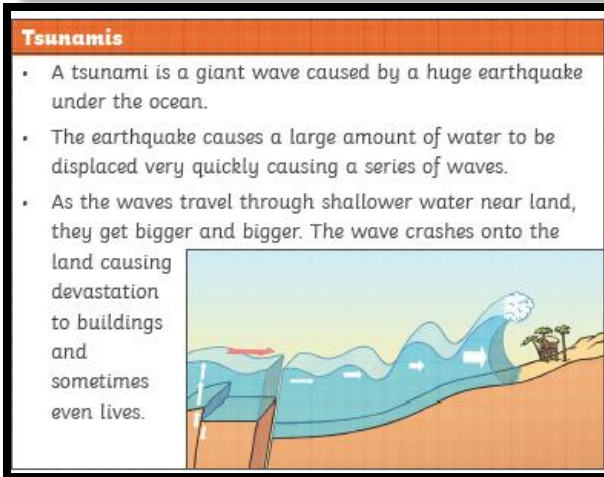 Tsunamis
• A tsunami is a giant wave caused by a huge earthquake
under the ocean.
• The earthquake causes a large amount of water to be
displaced very quickly causing a series of waves.
• As the waves travel through shallower water near land,
they get bigger and bigger. The wave crashes onto the
land causing
devastation
to buildings
and
sometimes
even lives.